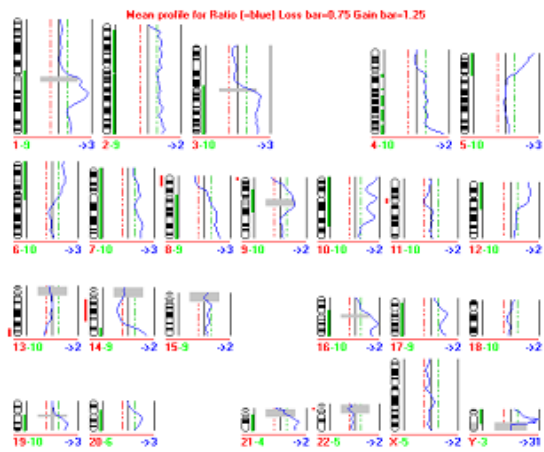 Mean profile for Ratio (=blue) Loss bar=0.75 Gain bar=1.25
1-9 ->3 2-9 ->2 3-10 ->3 4-10 ->2 5-10 ->3
6-10 ->3 7-10 ->3 8-9 ->3 9-10 ->2 10-10 ->2 11-10 ->2 12-10 ->2
13-10 ->2 14-9 ->2 15-9 ->2 16-10 ->2 17-9 ->2 18-10 ->2
19-10 ->3 20-6 ->3 21-4 ->2 22-5 ->2 X-5 ->2 Y-3 ->31